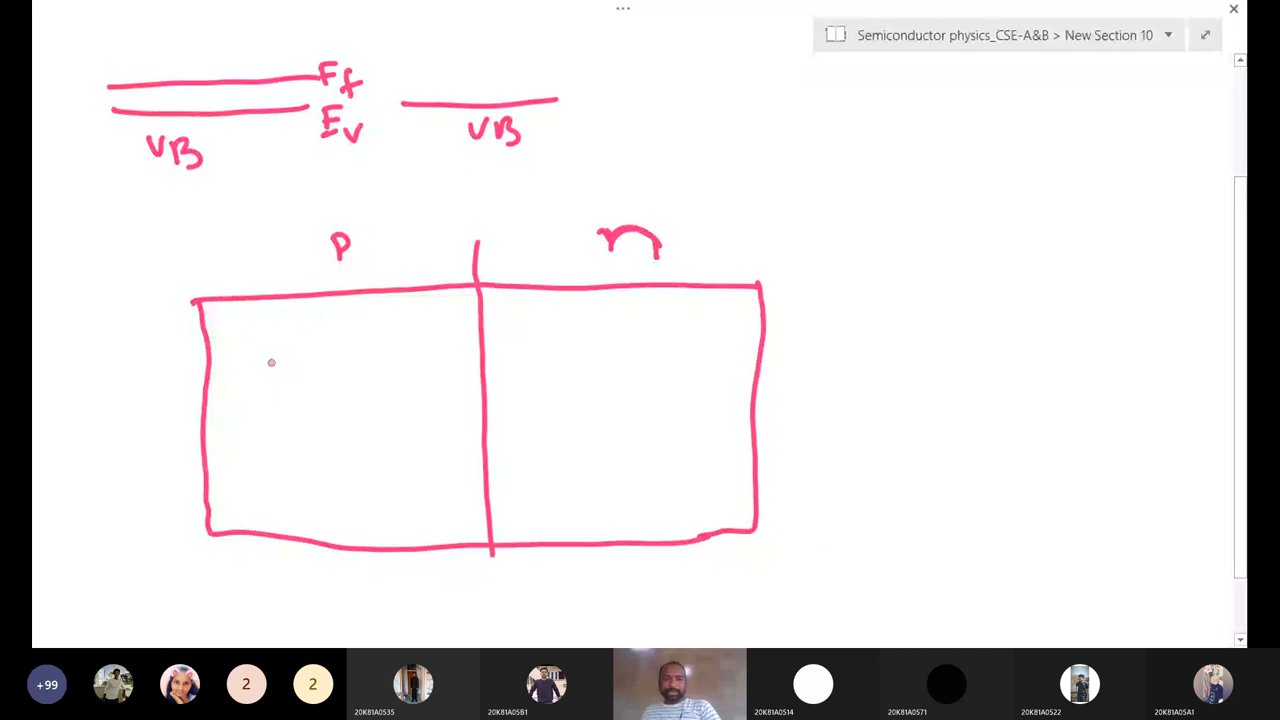 Semiconductor physics_CSE-A&B > New Section 10
Ef
Ev
VB
VB
p
n
+99
2
2
20K81A0535
20K81A05B1
20K81A0514
20K81A0571
20K81A0522
20K81A05A1